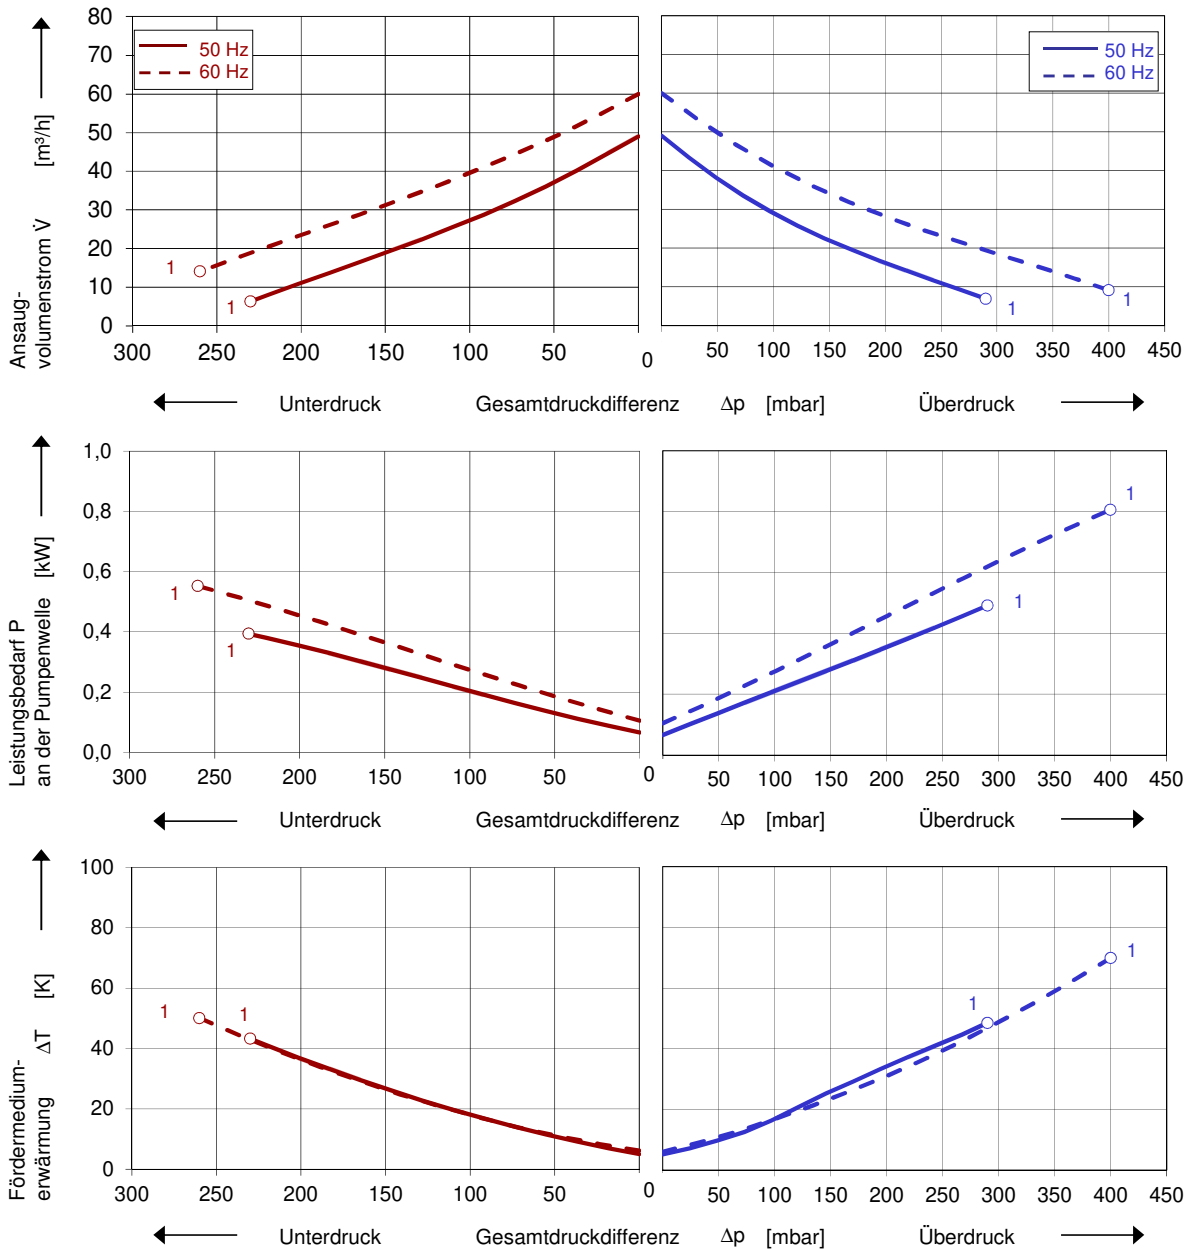 80
70
60
50
40
30
20
10
0
50 Hz
60 Hz
50 Hz
60 Hz
Ansaug-
volumenstrom V̇ [m³/h]
1
1
1
1
300 250 200 150 100 50 0 50 100 150 200 250 300 350 400 450
Unterdruck Gesamtdruckdifferenz Δp [mbar] Überdruck
1,0
0,8
0,6
0,4
0,2
0,0
Leistungsbedarf P
an der Pumpenwelle [kW]
1
1
1
1
300 250 200 150 100 50 0 50 100 150 200 250 300 350 400 450
Unterdruck Gesamtdruckdifferenz Δp [mbar] Überdruck
100
80
60
40
20
0
Fördermedium-
erwärmung ΔT [K]
1
1
1
1
300 250 200 150 100 50 0 50 100 150 200 250 300 350 400 450
Unterdruck Gesamtdruckdifferenz Δp [mbar] Überdruck